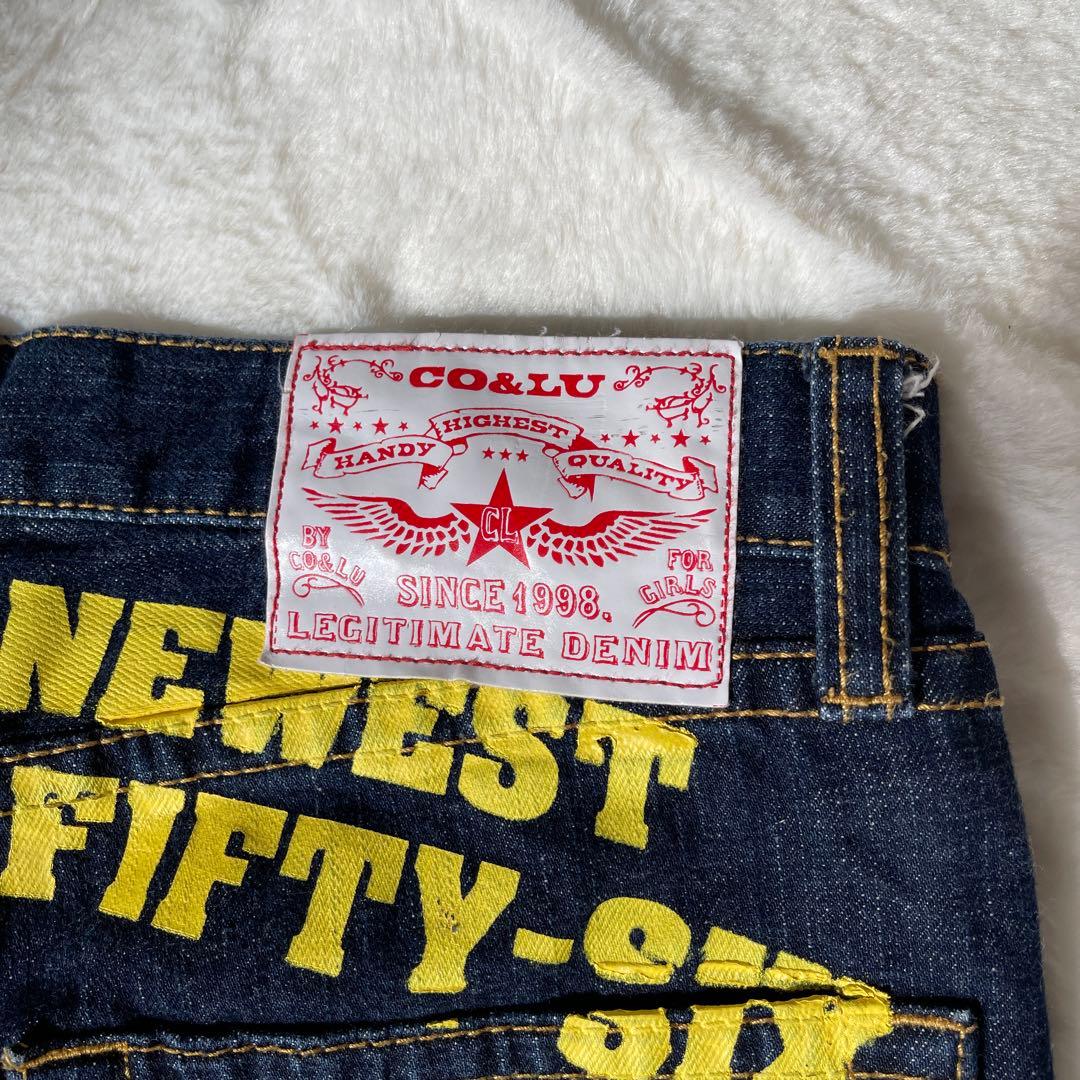 CO&LU
HANDY HIGHEST QUALITY
CL
BY
CO&LU
FOR
GIRLS
SINCE 1998.
LEGITIMATE DENIM
NEWEST
FIFTY-SIX